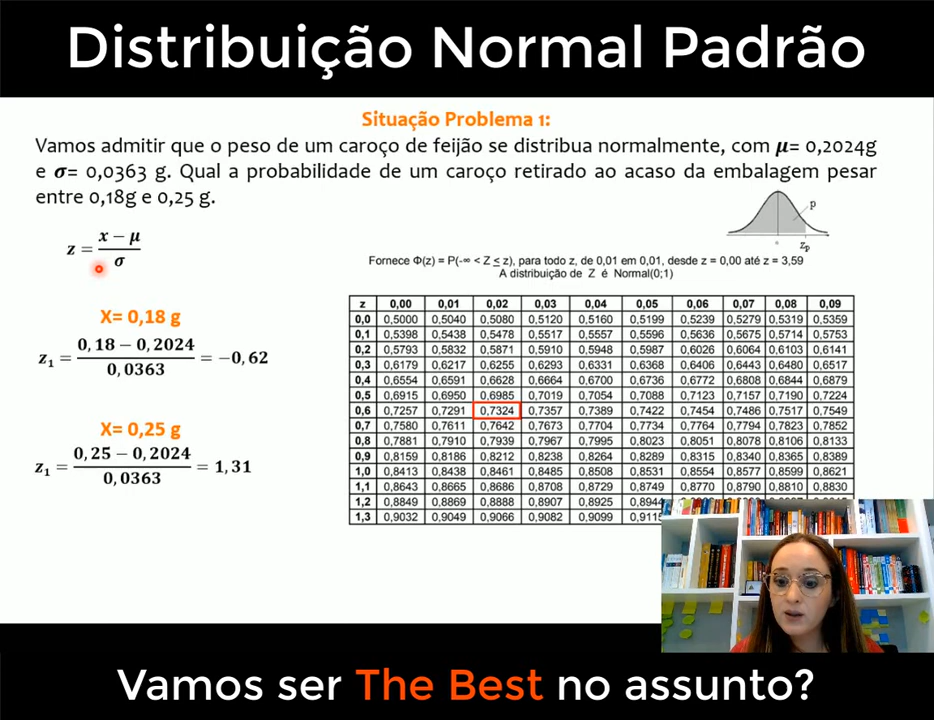 Distribuição Normal Padrão
Situação Problema 1:
Vamos admitir que o peso de um caroço de feijão se distribua normalmente, com μ= 0,2024g
e σ= 0,0363 g. Qual a probabilidade de um caroço retirado ao acaso da embalagem pesar
entre 0,18g e 0,25 g.
z = (x − μ) / σ
p
z_p
Fornece Φ(z) = P(-∞ < Z ≤ z), para todo z, de 0,01 em 0,01, desde z = 0,00 até z = 3,59
A distribuição de Z é Normal(0;1)
X= 0,18 g
z₁ = (0,18 − 0,2024) / 0,0363 = −0,62
X= 0,25 g
z₁ = (0,25 − 0,2024) / 0,0363 = 1,31
z 0,00 0,01 0,02 0,03 0,04 0,05 0,06 0,07 0,08 0,09
0,0 0,5000 0,5040 0,5080 0,5120 0,5160 0,5199 0,5239 0,5279 0,5319 0,5359
0,1 0,5398 0,5438 0,5478 0,5517 0,5557 0,5596 0,5636 0,5675 0,5714 0,5753
0,2 0,5793 0,5832 0,5871 0,5910 0,5948 0,5987 0,6026 0,6064 0,6103 0,6141
0,3 0,6179 0,6217 0,6255 0,6293 0,6331 0,6368 0,6406 0,6443 0,6480 0,6517
0,4 0,6554 0,6591 0,6628 0,6664 0,6700 0,6736 0,6772 0,6808 0,6844 0,6879
0,5 0,6915 0,6950 0,6985 0,7019 0,7054 0,7088 0,7123 0,7157 0,7190 0,7224
0,6 0,7257 0,7291 0,7324 0,7357 0,7389 0,7422 0,7454 0,7486 0,7517 0,7549
0,7 0,7580 0,7611 0,7642 0,7673 0,7704 0,7734 0,7764 0,7794 0,7823 0,7852
0,8 0,7881 0,7910 0,7939 0,7967 0,7995 0,8023 0,8051 0,8078 0,8106 0,8133
0,9 0,8159 0,8186 0,8212 0,8238 0,8264 0,8289 0,8315 0,8340 0,8365 0,8389
1,0 0,8413 0,8438 0,8461 0,8485 0,8508 0,8531 0,8554 0,8577 0,8599 0,8621
1,1 0,8643 0,8665 0,8686 0,8708 0,8729 0,8749 0,8770 0,8790 0,8810 0,8830
1,2 0,8849 0,8869 0,8888 0,8907 0,8925 0,8944
1,3 0,9032 0,9049 0,9066 0,9082 0,9099 0,9115
Vamos ser The Best no assunto?